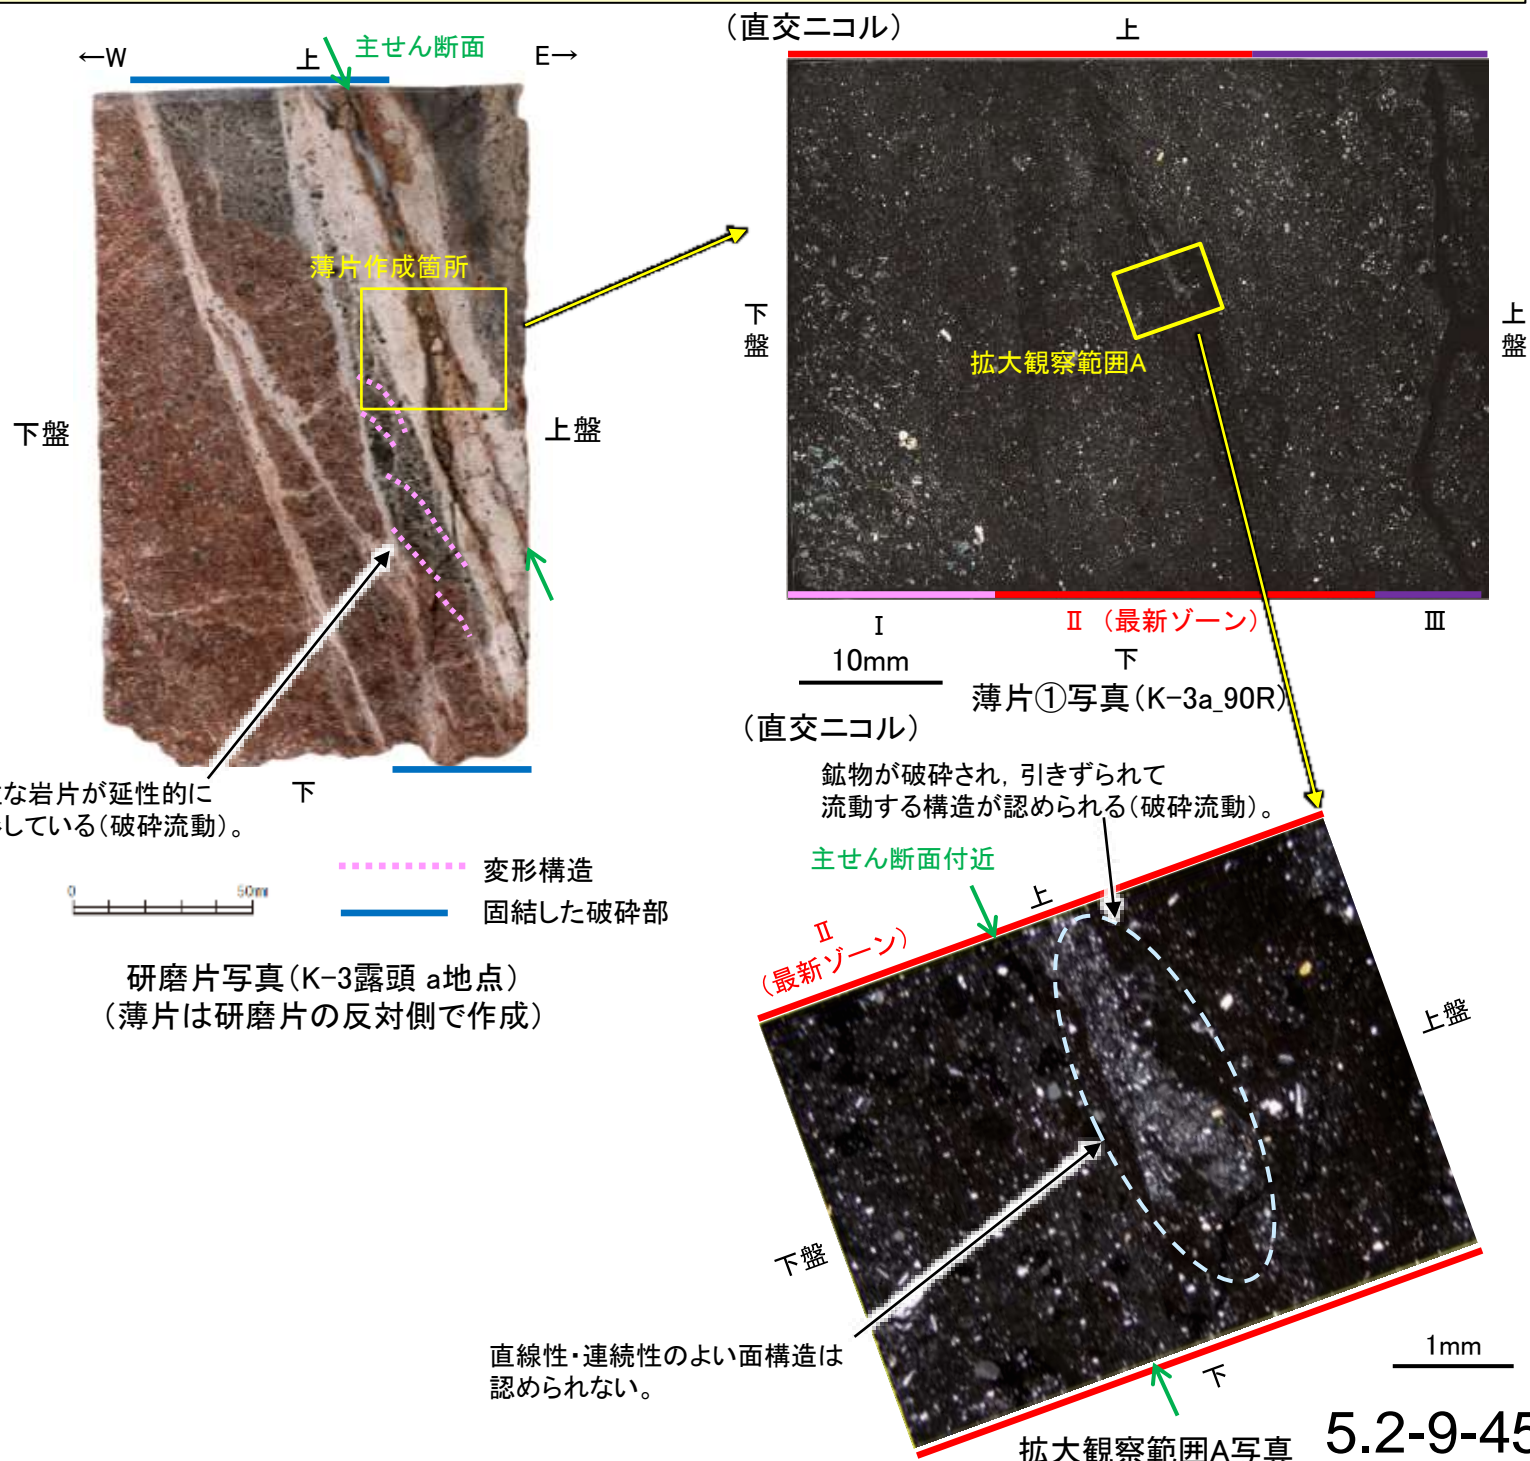 ←W
上
主せん断面
E→
薄片作成箇所
下盤
上盤
な岩片が延性的に
している(破砕流動)。
下
0
50m
変形構造
固結した破砕部
研磨片写真(K-3露頭 a地点)
(薄片は研磨片の反対側で作成)
(直交ニコル)
上
下盤
上盤
拡大観察範囲A
Ⅰ
Ⅱ (最新ゾーン)
Ⅲ
10mm
下
薄片①写真(K-3a_90R)
(直交ニコル)
鉱物が破砕され, 引きずられて
流動する構造が認められる(破砕流動)。
主せん断面付近
上
Ⅱ
(最新ゾーン)
上盤
下盤
直線性・連続性のよい面構造は
認められない。
1mm
下
拡大観察範囲A写真
5.2-9-45